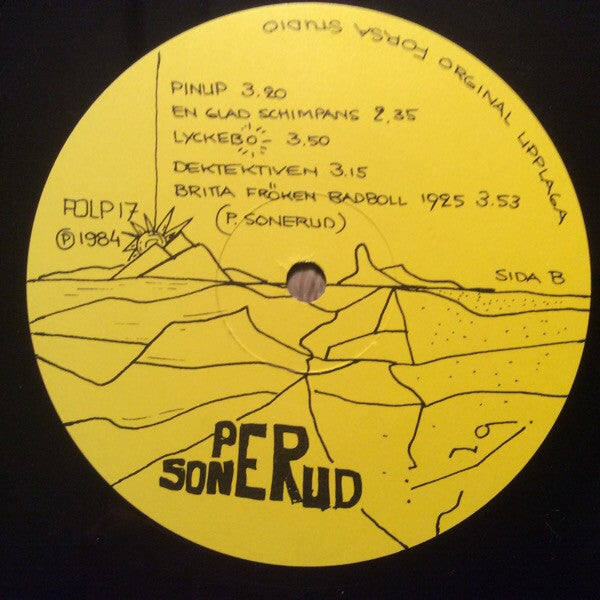 ORGINAL UPPLAGA
FORSA STUDIO
PINUP 3.20
EN GLAD SCHIMPANS 2.35
LYCKEBO 3.50
DEKTEKTIVEN 3.15
BRITTA FRÖKEN BADBOLL 1925 3.53
(P. SONERUD)
POLP 17
Ⓟ 1984
SIDA B
PER
SONERUD